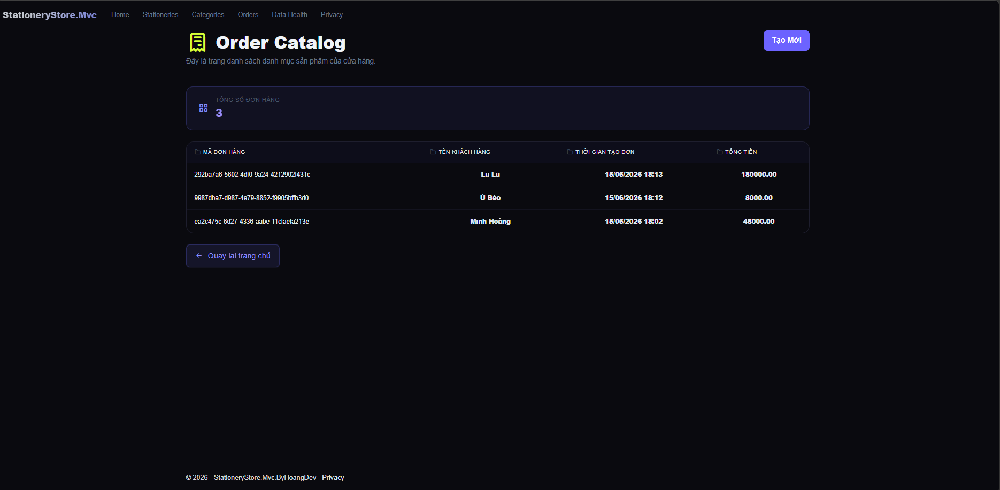 StationeryStore.Mvc Home Stationeries Categories Orders Data Health Privacy
Order Catalog
Tạo Mới
Đây là trang danh sách danh mục sản phẩm của cửa hàng.
TỔNG SỐ ĐƠN HÀNG
3
MÃ ĐƠN HÀNG TÊN KHÁCH HÀNG THỜI GIAN TẠO ĐƠN TỔNG TIỀN
292ba7a6-5602-4df0-9a24-4212902f431c Lu Lu 15/06/2026 18:13 180000.00
9987dba7-d987-4e79-8852-f9905bffb3d0 Ú Béo 15/06/2026 18:12 8000.00
ea2c475c-6d27-4336-aabe-11cfaefa213e Minh Hoàng 15/06/2026 18:02 48000.00
← Quay lại trang chủ
© 2026 - StationeryStore.Mvc.ByHoangDev - Privacy